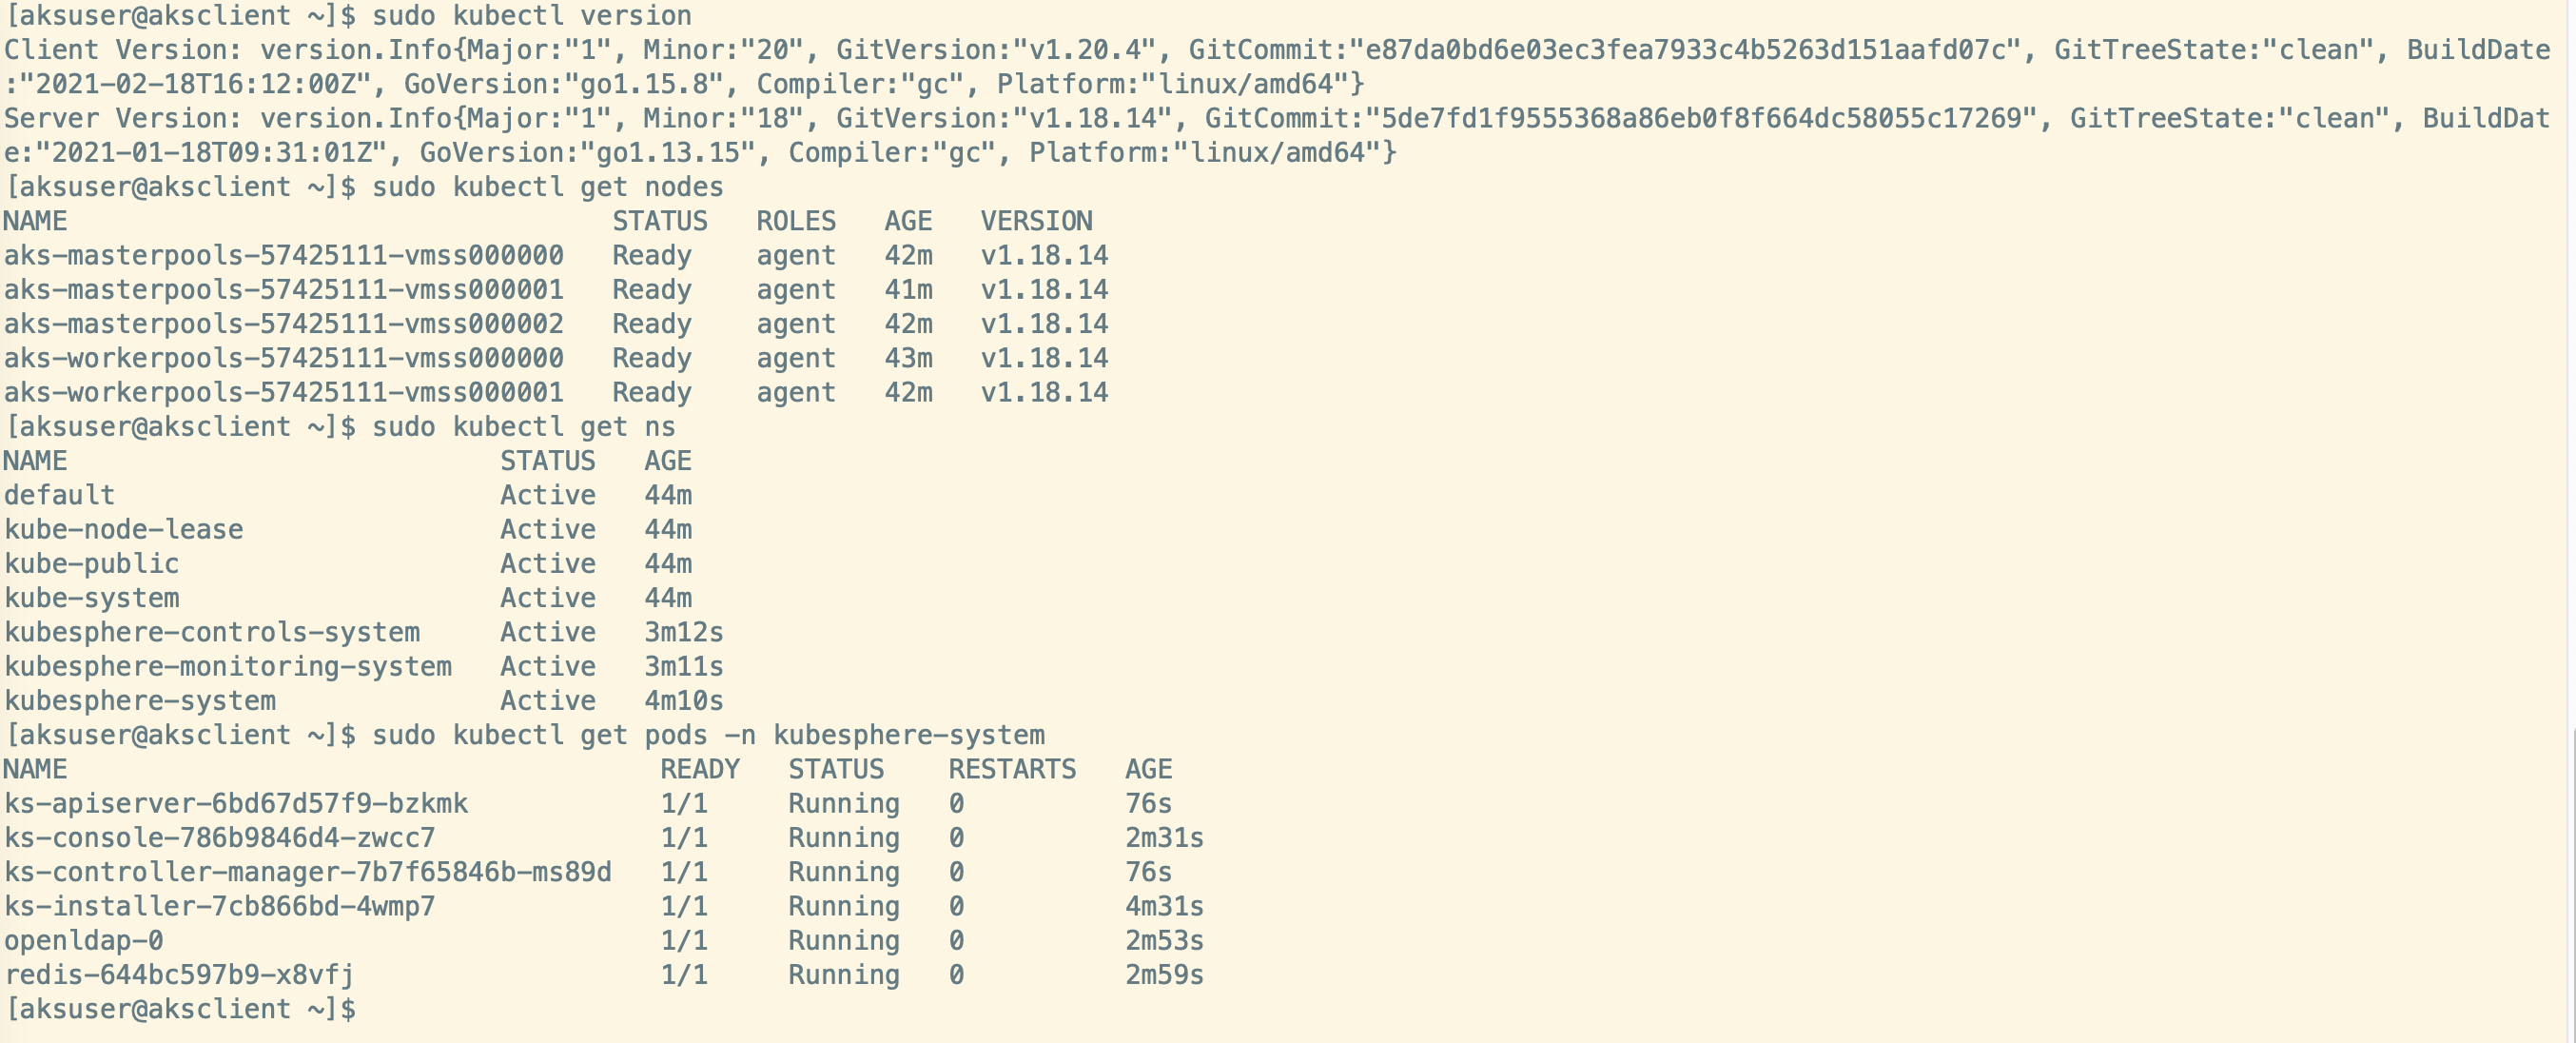 [aksuser@aksclient ~]$ sudo kubectl version
Client Version: version.Info{Major:"1", Minor:"20", GitVersion:"v1.20.4", GitCommit:"e87da0bd6e03ec3fea7933c4b5263d151aafd07c", GitTreeState:"clean", BuildDate
:"2021-02-18T16:12:00Z", GoVersion:"go1.15.8", Compiler:"gc", Platform:"linux/amd64"}
Server Version: version.Info{Major:"1", Minor:"18", GitVersion:"v1.18.14", GitCommit:"5de7fd1f9555368a86eb0f8f664dc58055c17269", GitTreeState:"clean", BuildDat
e:"2021-01-18T09:31:01Z", GoVersion:"go1.13.15", Compiler:"gc", Platform:"linux/amd64"}
[aksuser@aksclient ~]$ sudo kubectl get nodes
NAME                                  STATUS   ROLES   AGE   VERSION
aks-masterpools-57425111-vmss000000   Ready    agent   42m   v1.18.14
aks-masterpools-57425111-vmss000001   Ready    agent   41m   v1.18.14
aks-masterpools-57425111-vmss000002   Ready    agent   42m   v1.18.14
aks-workerpools-57425111-vmss000000   Ready    agent   43m   v1.18.14
aks-workerpools-57425111-vmss000001   Ready    agent   42m   v1.18.14
[aksuser@aksclient ~]$ sudo kubectl get ns
NAME                           STATUS   AGE
default                        Active   44m
kube-node-lease                Active   44m
kube-public                    Active   44m
kube-system                    Active   44m
kubesphere-controls-system     Active   3m12s
kubesphere-monitoring-system   Active   3m11s
kubesphere-system              Active   4m10s
[aksuser@aksclient ~]$ sudo kubectl get pods -n kubesphere-system
NAME                                     READY   STATUS    RESTARTS   AGE
ks-apiserver-6bd67d57f9-bzkmk            1/1     Running   0          76s
ks-console-786b9846d4-zwcc7              1/1     Running   0          2m31s
ks-controller-manager-7b7f65846b-ms89d   1/1     Running   0          76s
ks-installer-7cb866bd-4wmp7              1/1     Running   0          4m31s
openldap-0                               1/1     Running   0          2m53s
redis-644bc597b9-x8vfj                   1/1     Running   0          2m59s
[aksuser@aksclient ~]$